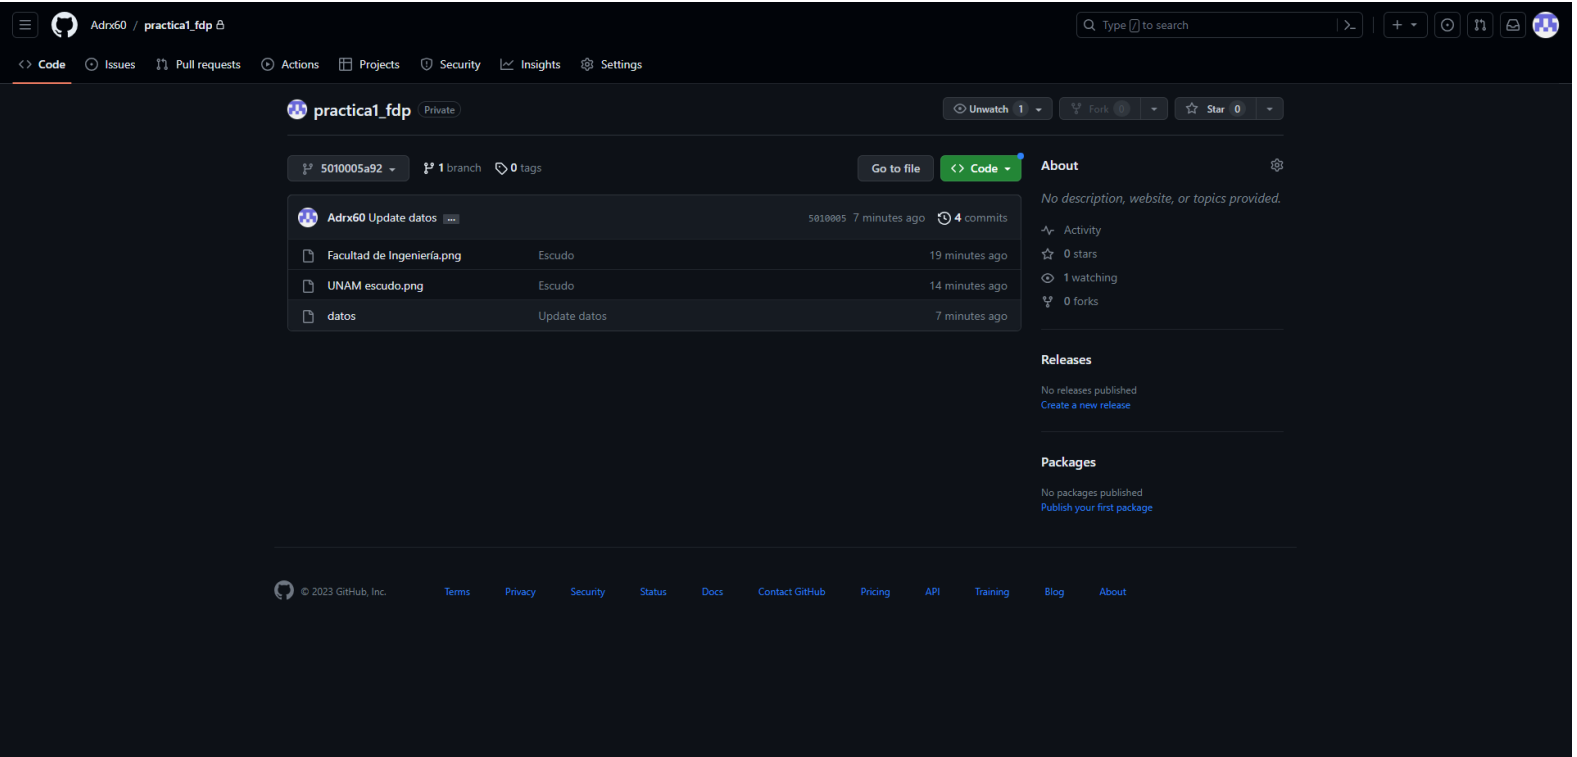 Adrx60 / practica1_fdp
Type / to search
Code Issues Pull requests Actions Projects Security Insights Settings
practica1_fdp Private
Unwatch 1 Fork 0 Star 0
5010005a92 1 branch 0 tags Go to file Code
Adrx60 Update datos ... 5010005 7 minutes ago 4 commits
Facultad de Ingeniería.png Escudo 19 minutes ago
UNAM escudo.png Escudo 14 minutes ago
datos Update datos 7 minutes ago
About
No description, website, or topics provided.
Activity
0 stars
1 watching
0 forks
Releases
No releases published
Create a new release
Packages
No packages published
Publish your first package
© 2023 GitHub, Inc. Terms Privacy Security Status Docs Contact GitHub Pricing API Training Blog About